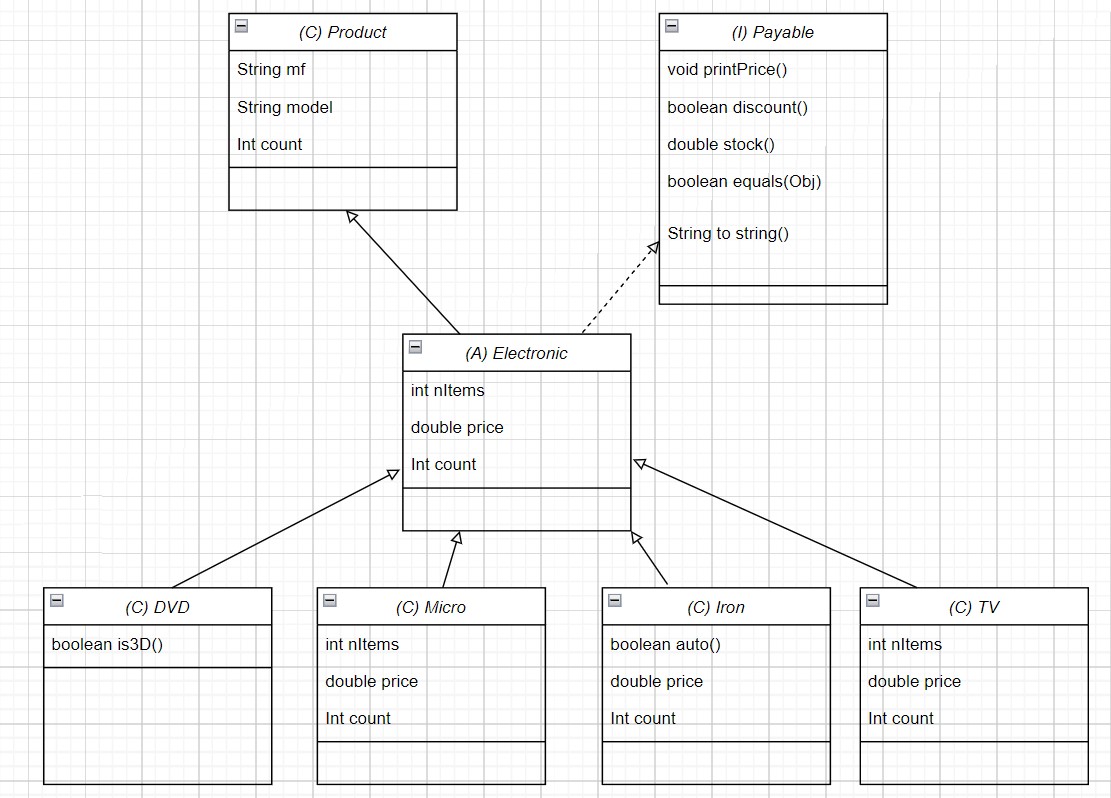 (C) Product
String mf
String model
Int count
(I) Payable
void printPrice()
boolean discount()
double stock()
boolean equals(Obj)
String to string()
(A) Electronic
int nItems
double price
Int count
(C) DVD
boolean is3D()
(C) Micro
int nItems
double price
Int count
(C) Iron
boolean auto()
double price
Int count
(C) TV
int nItems
double price
Int count